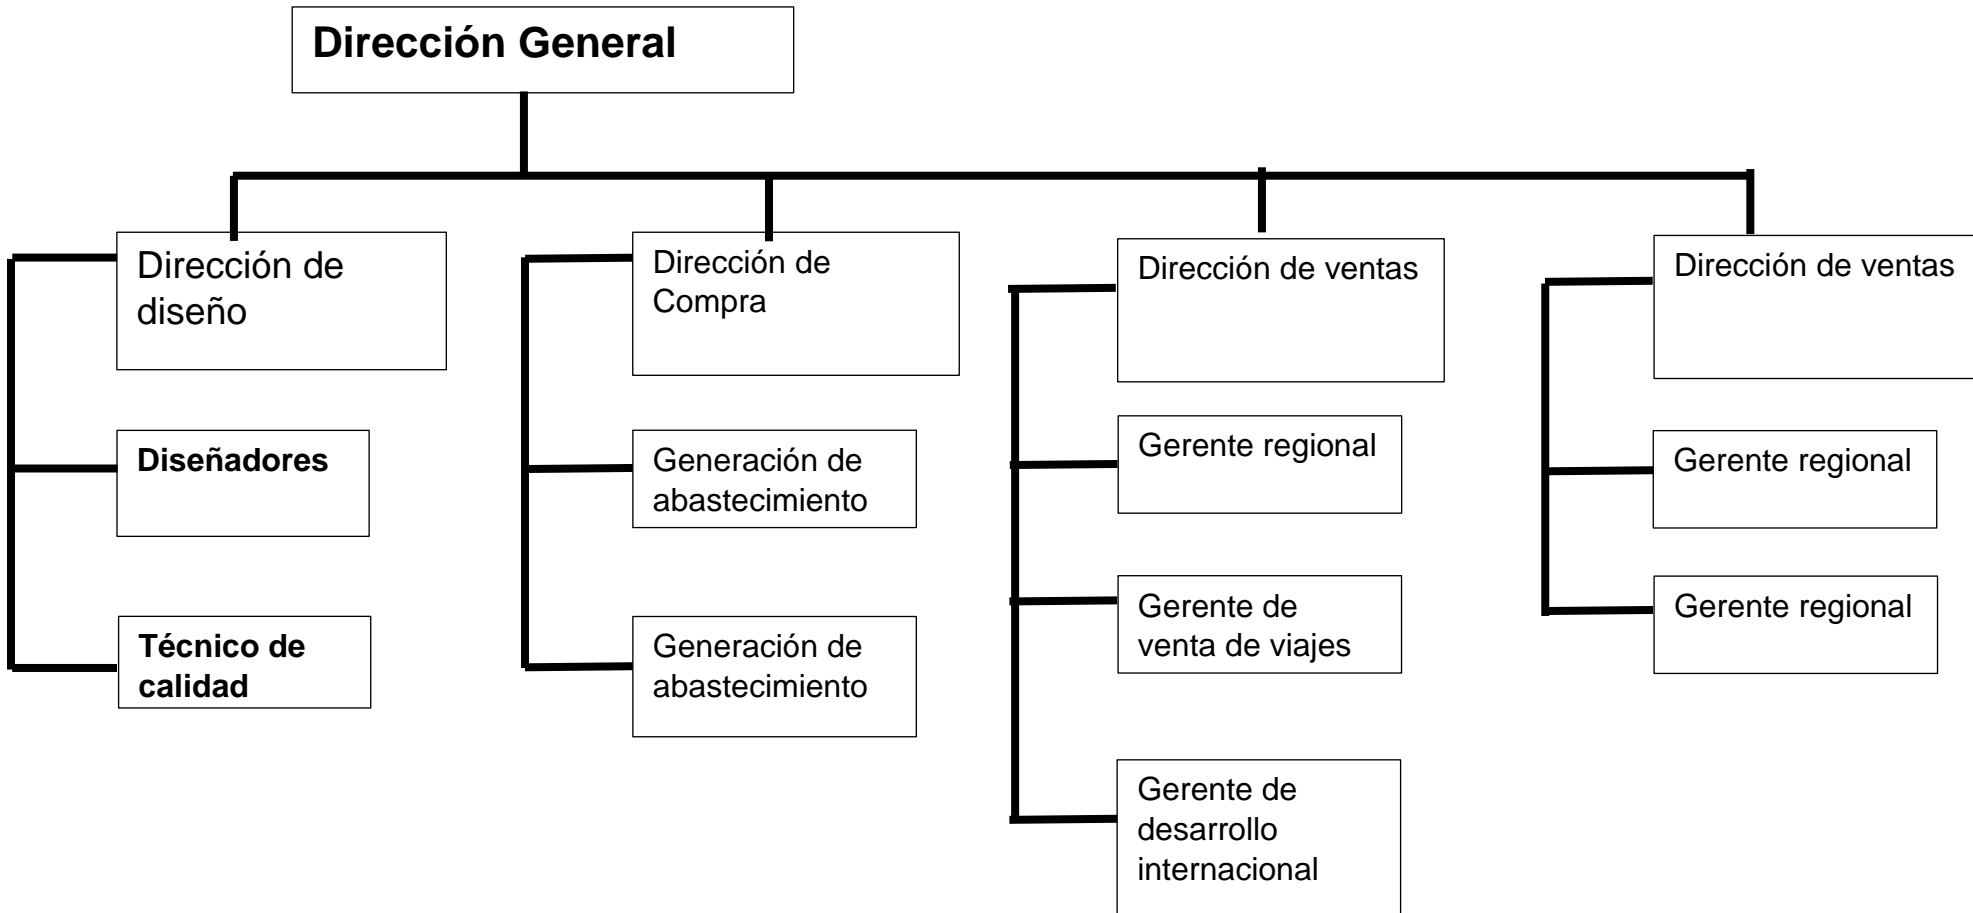 Dirección General
Dirección de
diseño
Diseñadores
Técnico de
calidad
Dirección de
Compra
Generación de
abastecimiento
Generación de
abastecimiento
Dirección de ventas
Gerente regional
Gerente de
venta de viajes
Gerente de
desarrollo
internacional
Dirección de ventas
Gerente regional
Gerente regional